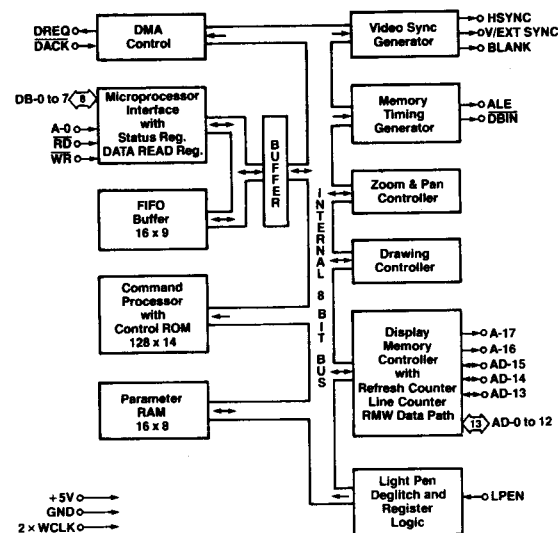 DREQ
DACK
DMA
Control
DB-0 to 7
8
A-0
RD
WR
Microprocessor
Interface
with
Status Reg.
DATA READ Reg.
FIFO
Buffer
16 x 9
BUFFER
Command
Processor
with
Control ROM
128 x 14
Parameter
RAM
16 x 8
+5V
GND
2 × WCLK
INTERNAL 8 BIT BUS
Video Sync
Generator
HSYNC
V/EXT SYNC
BLANK
Memory
Timing
Generator
ALE
DBIN
Zoom & Pan
Controller
Drawing
Controller
Display
Memory
Controller
with
Refresh Counter
Line Counter
RMW Data Path
A-17
A-16
AD-15
AD-14
AD-13
13
AD-0 to 12
Light Pen
Deglitch and
Register
Logic
LPEN